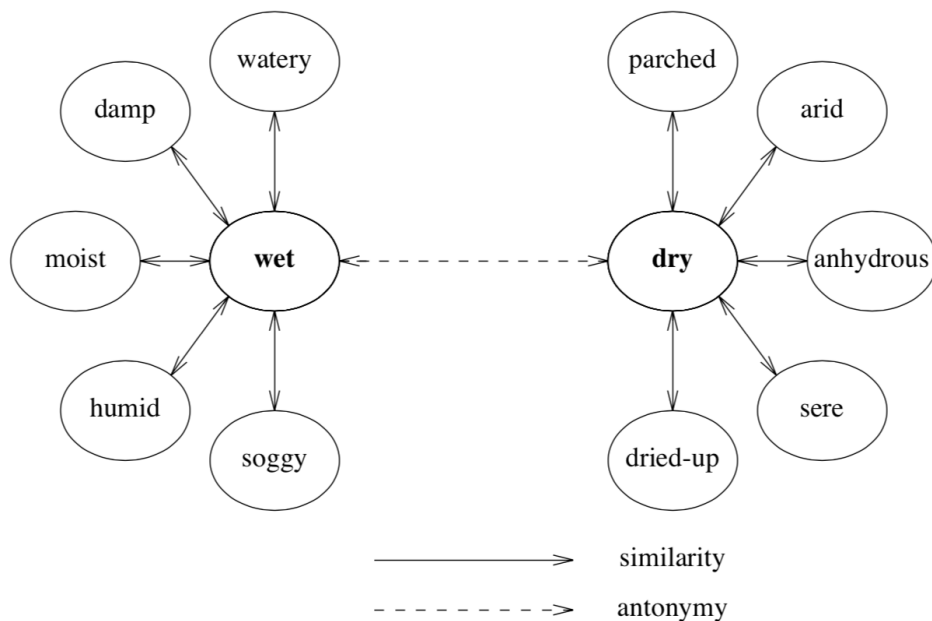 watery
parched
damp
arid
moist
wet
dry
anhydrous
humid
sere
soggy
dried-up
similarity
antonymy